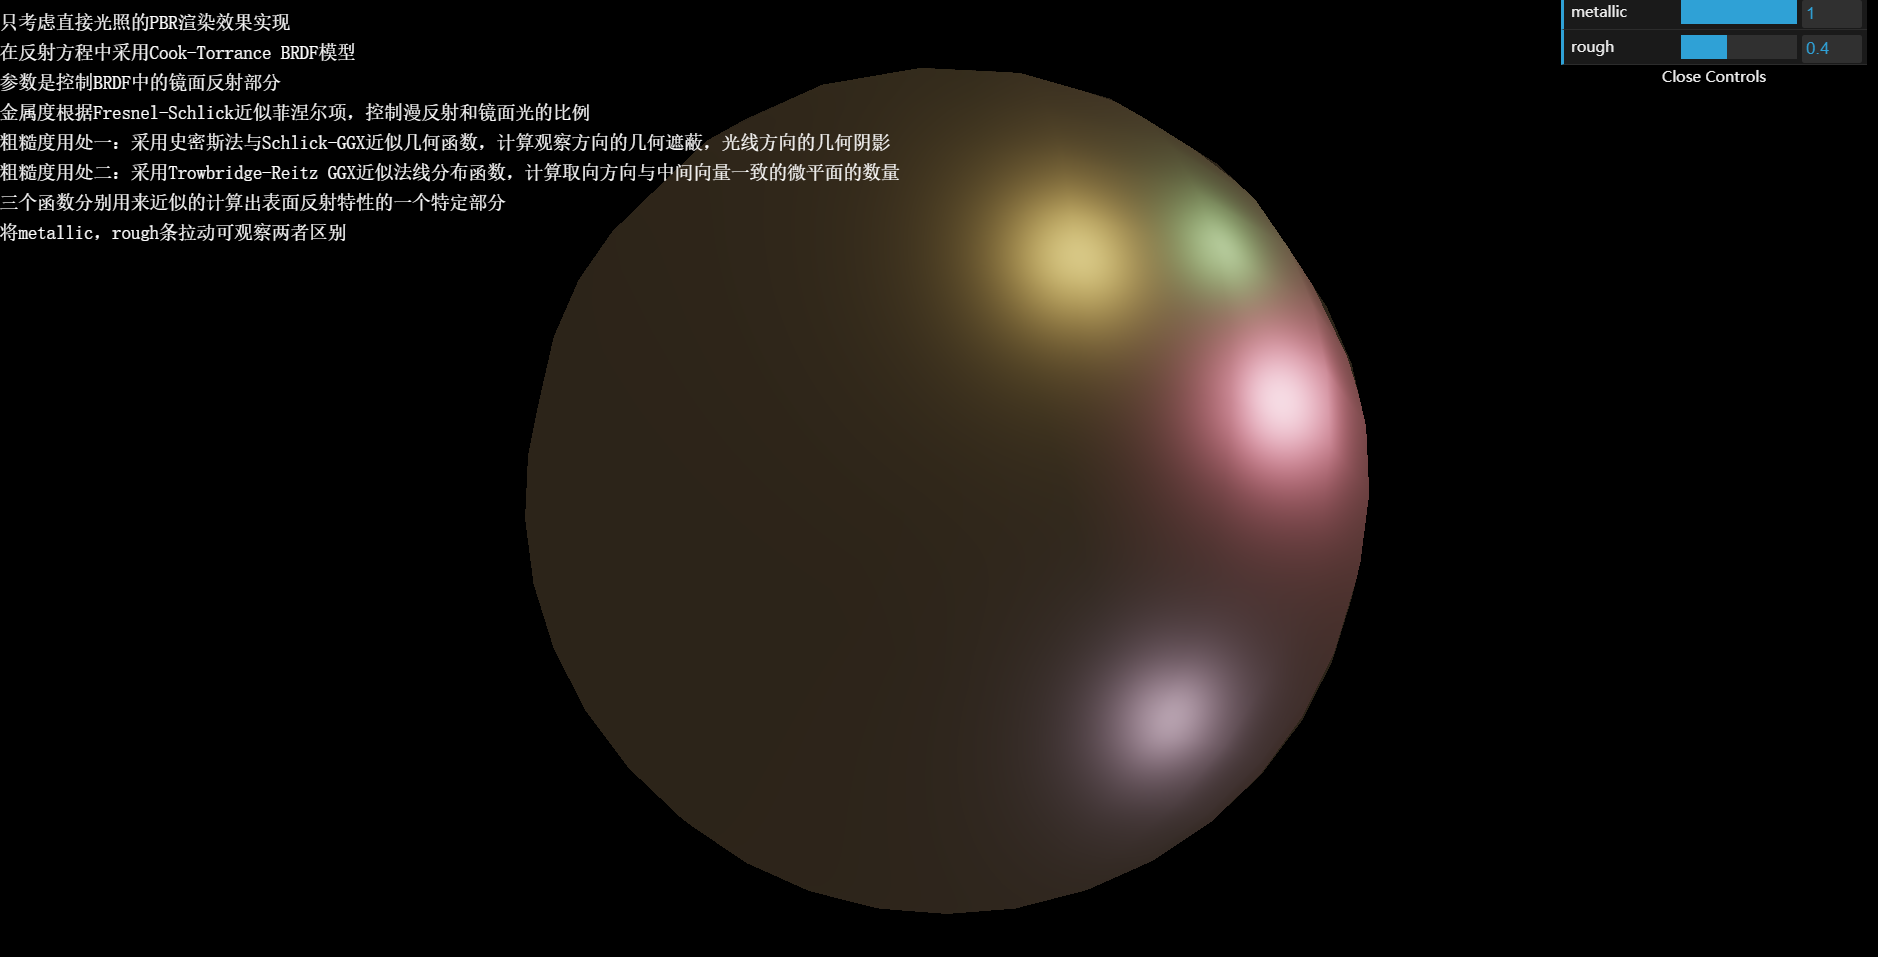 只考虑直接光照的PBR渲染效果实现
在反射方程中采用Cook-Torrance BRDF模型
参数是控制BRDF中的镜面反射部分
金属度根据Fresnel-Schlick近似菲涅尔项，控制漫反射和镜面光的比例
粗糙度用处一：采用史密斯法与Schlick-GGX近似几何函数，计算观察方向的几何遮蔽，光线方向的几何阴影
粗糙度用处二：采用Trowbridge-Reitz GGX近似法线分布函数，计算取向方向与中间向量一致的微平面的数量
三个函数分别用来近似的计算出表面反射特性的一个特定部分
将metallic，rough条拉动可观察两者区别
metallic 1
rough 0.4
Close Controls